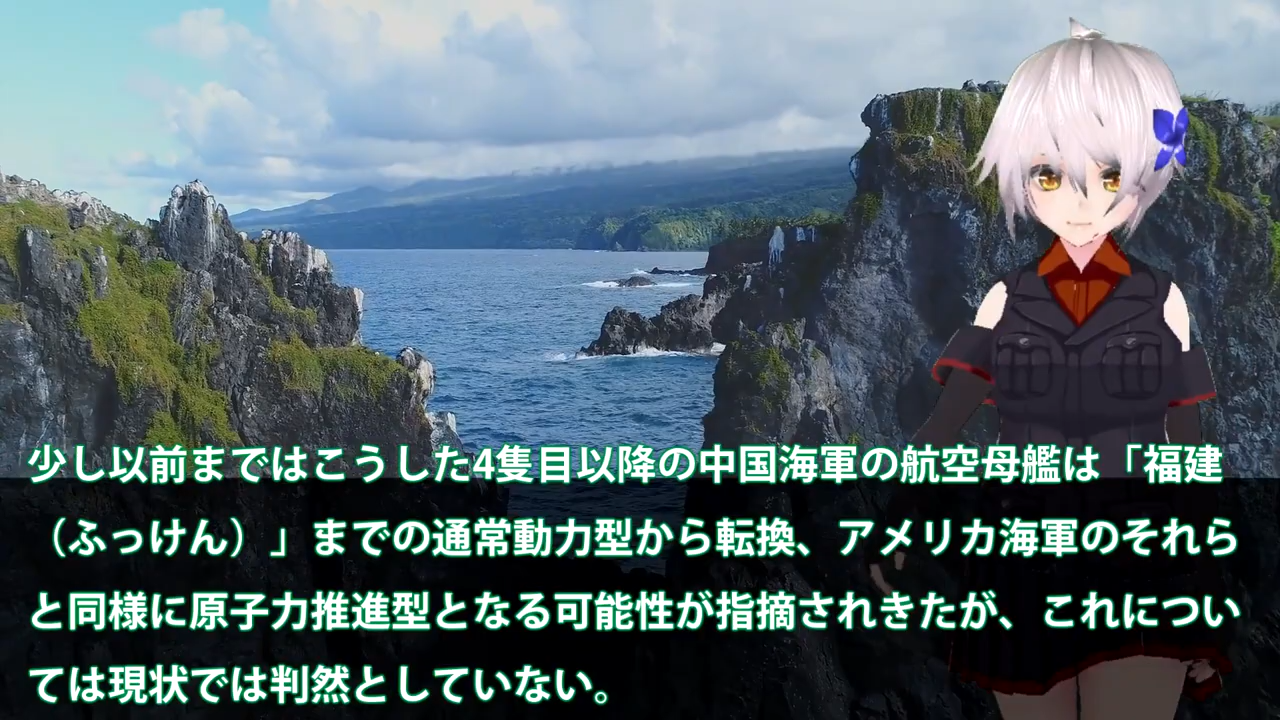 少し以前まではこうした4隻目以降の中国海軍の航空母艦は「福建
（ふっけん）」までの通常動力型から転換、アメリカ海軍のそれら
と同様に原子力推進型となる可能性が指摘されきたが、これについ
ては現状では判然としていない。